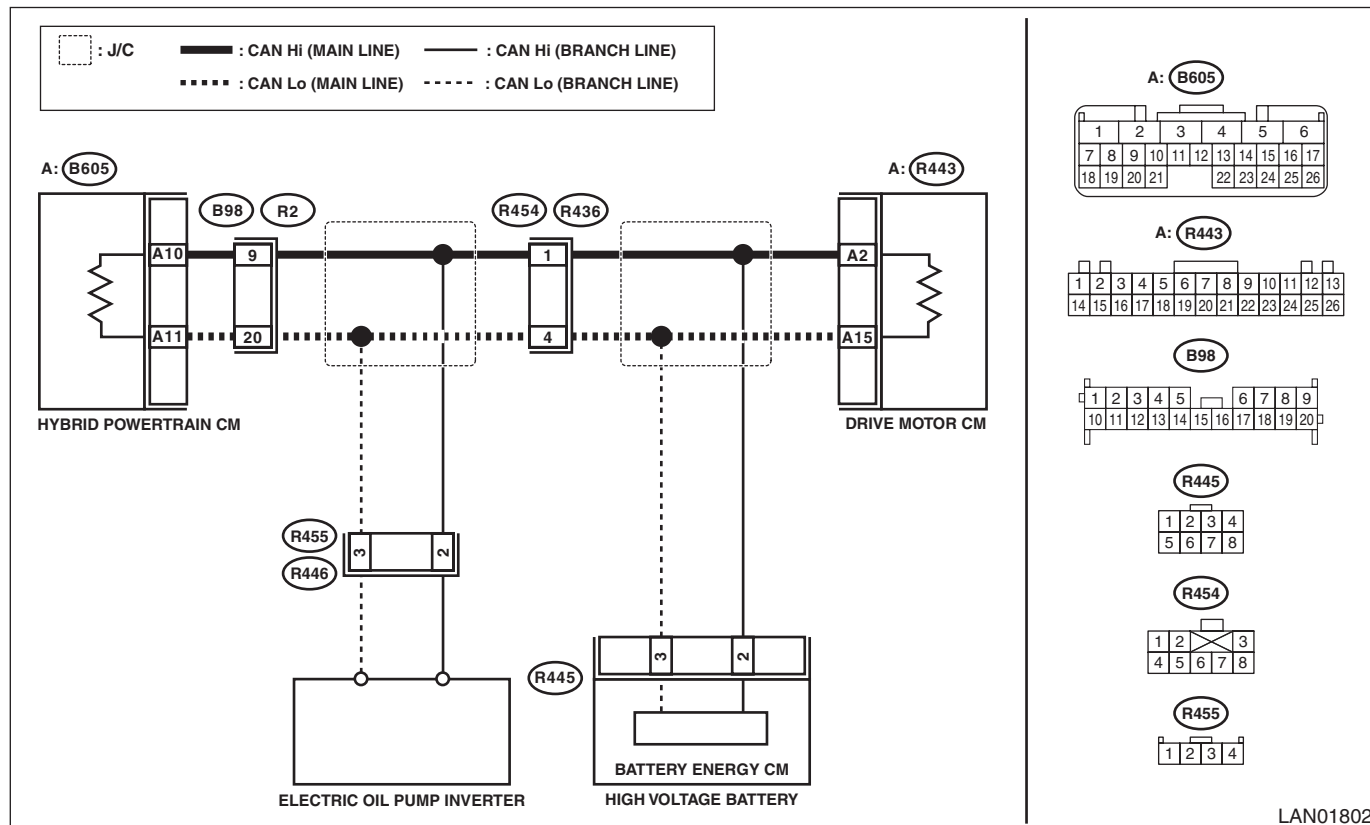 : J/C : CAN Hi (MAIN LINE) : CAN Hi (BRANCH LINE)
: CAN Lo (MAIN LINE) : CAN Lo (BRANCH LINE)
A: B605
A: R443
B98 R2
R454 R436
A10 9 1 A2
A11 20 4 A15
HYBRID POWERTRAIN CM
DRIVE MOTOR CM
R455
R446
3 2
R445
3 2
BATTERY ENERGY CM
ELECTRIC OIL PUMP INVERTER
HIGH VOLTAGE BATTERY
A: B605
1 2 3 4 5 6
7 8 9 10 11 12 13 14 15 16 17
18 19 20 21 22 23 24 25 26
A: R443
1 2 3 4 5 6 7 8 9 10 11 12 13
14 15 16 17 18 19 20 21 22 23 24 25 26
B98
1 2 3 4 5 6 7 8 9
10 11 12 13 14 15 16 17 18 19 20
R445
1 2 3 4
5 6 7 8
R454
1 2 3
4 5 6 7 8
R455
1 2 3 4
LAN01802